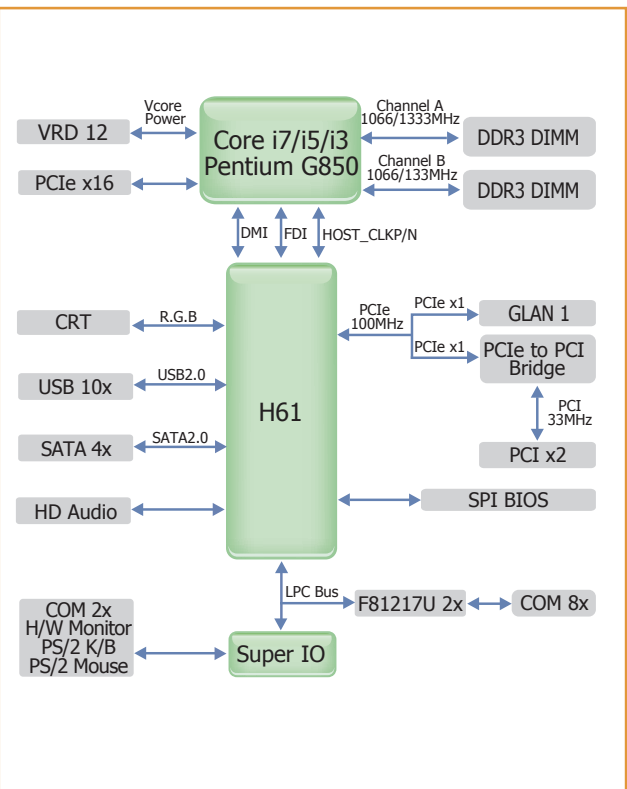 Vcore
Power
VRD 12
PCIe x16
Core i7/i5/i3
Pentium G850
Channel A
1066/1333MHz
DDR3 DIMM
Channel B
1066/133MHz
DDR3 DIMM
DMI
FDI
HOST_CLKP/N
CRT
R.G.B
USB 10x
USB2.0
SATA 4x
SATA2.0
HD Audio
H61
PCIe
100MHz
PCIe x1
GLAN 1
PCIe x1
PCIe to PCI
Bridge
PCI
33MHz
PCI x2
SPI BIOS
LPC Bus
F81217U 2x
COM 8x
COM 2x
H/W Monitor
PS/2 K/B
PS/2 Mouse
Super IO